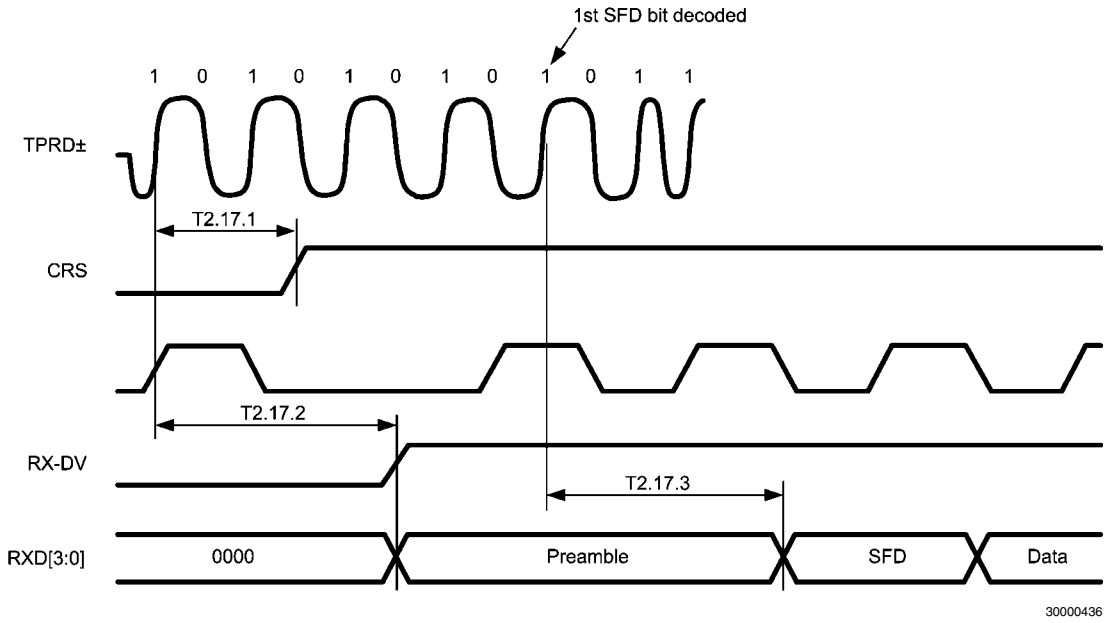 1st SFD bit decoded
1 0 1 0 1 0 1 0 1 0 1 1
TPRD±
T2.17.1
CRS
T2.17.2
RX-DV
T2.17.3
RXD[3:0] 0000 Preamble SFD Data
30000436